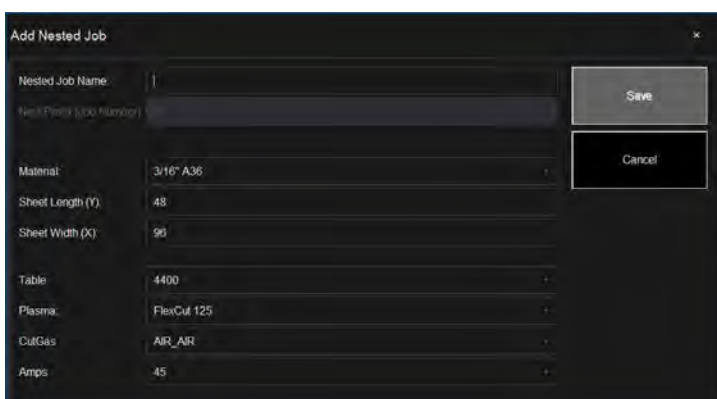 Add Nested Job
×
Nested Job Name:
Save
Material:
3/16" A36
Cancel
Sheet Length (Y):
48
Sheet Width (X):
96
Table
4400
Plasma:
FlexCut 125
CutGas
AIR_AIR
Amps
45